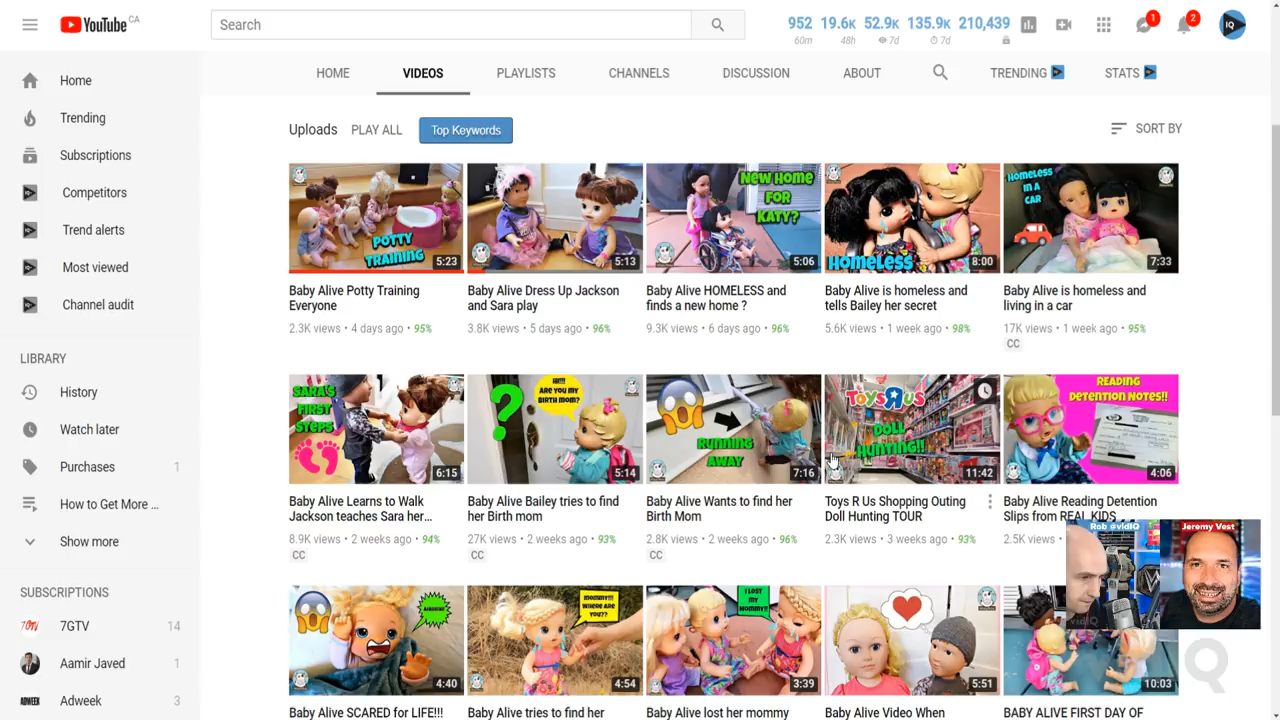 YouTube CA
Search
952 19.6K 52.9K 135.9K 210,439
60m 48h 7d 7d
1
2
IQ
HOME VIDEOS PLAYLISTS CHANNELS DISCUSSION ABOUT TRENDING STATS
Home
Trending
Subscriptions
Competitors
Trend alerts
Most viewed
Channel audit
LIBRARY
History
Watch later
Purchases 1
How to Get More ...
Show more
SUBSCRIPTIONS
7GTV 14
Aamir Javed 1
ADWEEK
Adweek 3
Uploads PLAY ALL Top Keywords SORT BY
POTTY
TRAINING
5:23
5:13
NEW HOME
FOR
KATY?
5:06
HOMELESS
8:00
HOMELESS
IN A
CAR
7:33
Baby Alive Potty Training
Everyone
2.3K views • 4 days ago • 95%
Baby Alive Dress Up Jackson
and Sara play
3.8K views • 5 days ago • 96%
Baby Alive HOMELESS and
finds a new home ?
9.3K views • 6 days ago • 96%
Baby Alive is homeless and
tells Bailey her secret
5.6K views • 1 week ago • 98%
Baby Alive is homeless and
living in a car
17K views • 1 week ago • 95%
CC
SARA'S
FIRST
STEPS
6:15
?
HI!!!
ARE YOU MY
BIRTH MOM?
5:14
RUNNING
AWAY
7:16
TOYS R US
DOLL
HUNTING!!
11:42
READING
DETENTION NOTES!!
4:06
Baby Alive Learns to Walk
Jackson teaches Sara her...
8.9K views • 2 weeks ago • 94%
CC
Baby Alive Bailey tries to find
her Birth mom
27K views • 2 weeks ago • 93%
CC
Baby Alive Wants to find her
Birth Mom
2.8K views • 2 weeks ago • 96%
CC
Toys R Us Shopping Outing
Doll Hunting TOUR
2.3K views • 3 weeks ago • 93%
Baby Alive Reading Detention
Slips from REAL KIDS
2.5K views •
Rob @vidIQ
Jeremy Vest
vidIQ
4:40
MOMMY!!!
WHERE ARE
YOU??
4:54
I LOST
MY
MOMMY!!
3:39
5:51
10:03
Baby Alive SCARED for LIFE!!!
Baby Alive tries to find her
Baby Alive lost her mommy
Baby Alive Video When
BABY ALIVE FIRST DAY OF